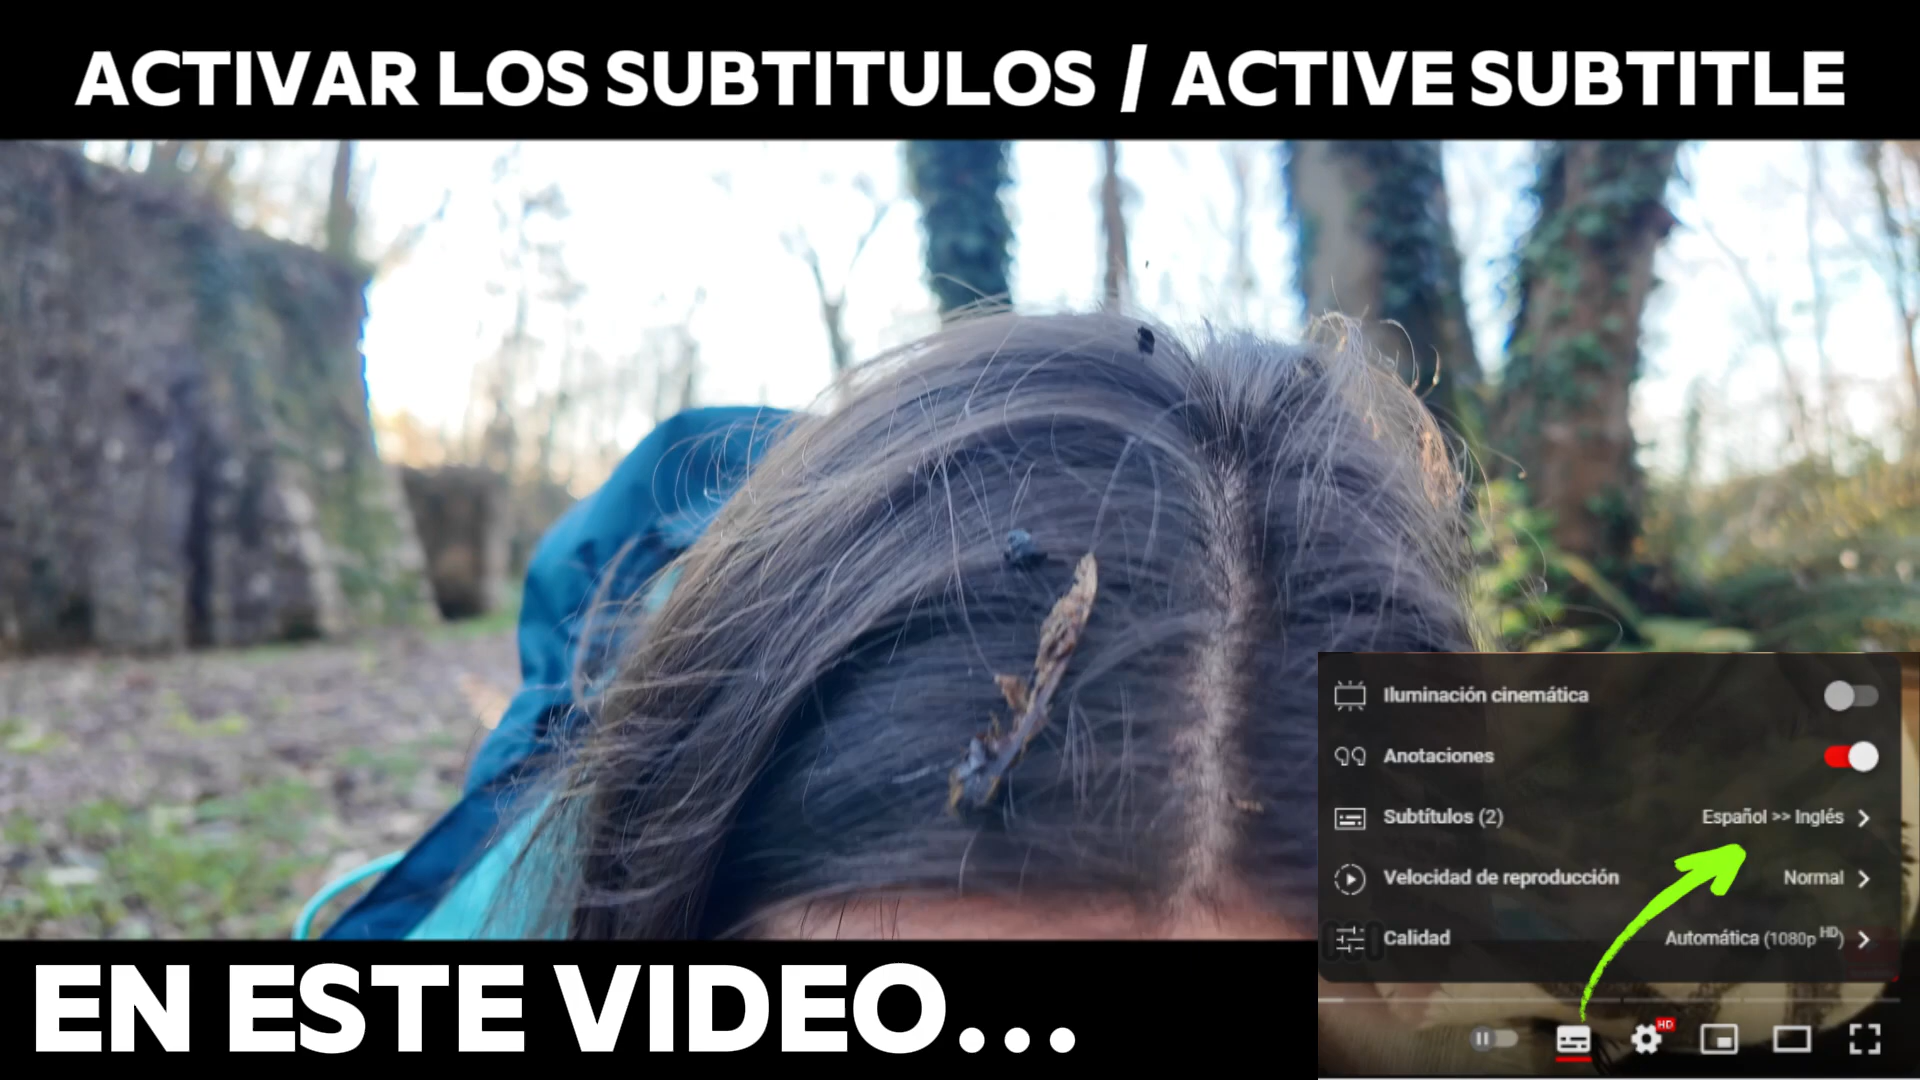 ACTIVAR LOS SUBTITULOS / ACTIVE SUBTITLE
Iluminación cinemática
Anotaciones
Subtítulos (2) Español >> Inglés
Velocidad de reproducción Normal
Calidad Automática (1080p HD)
HD
EN ESTE VIDEO...